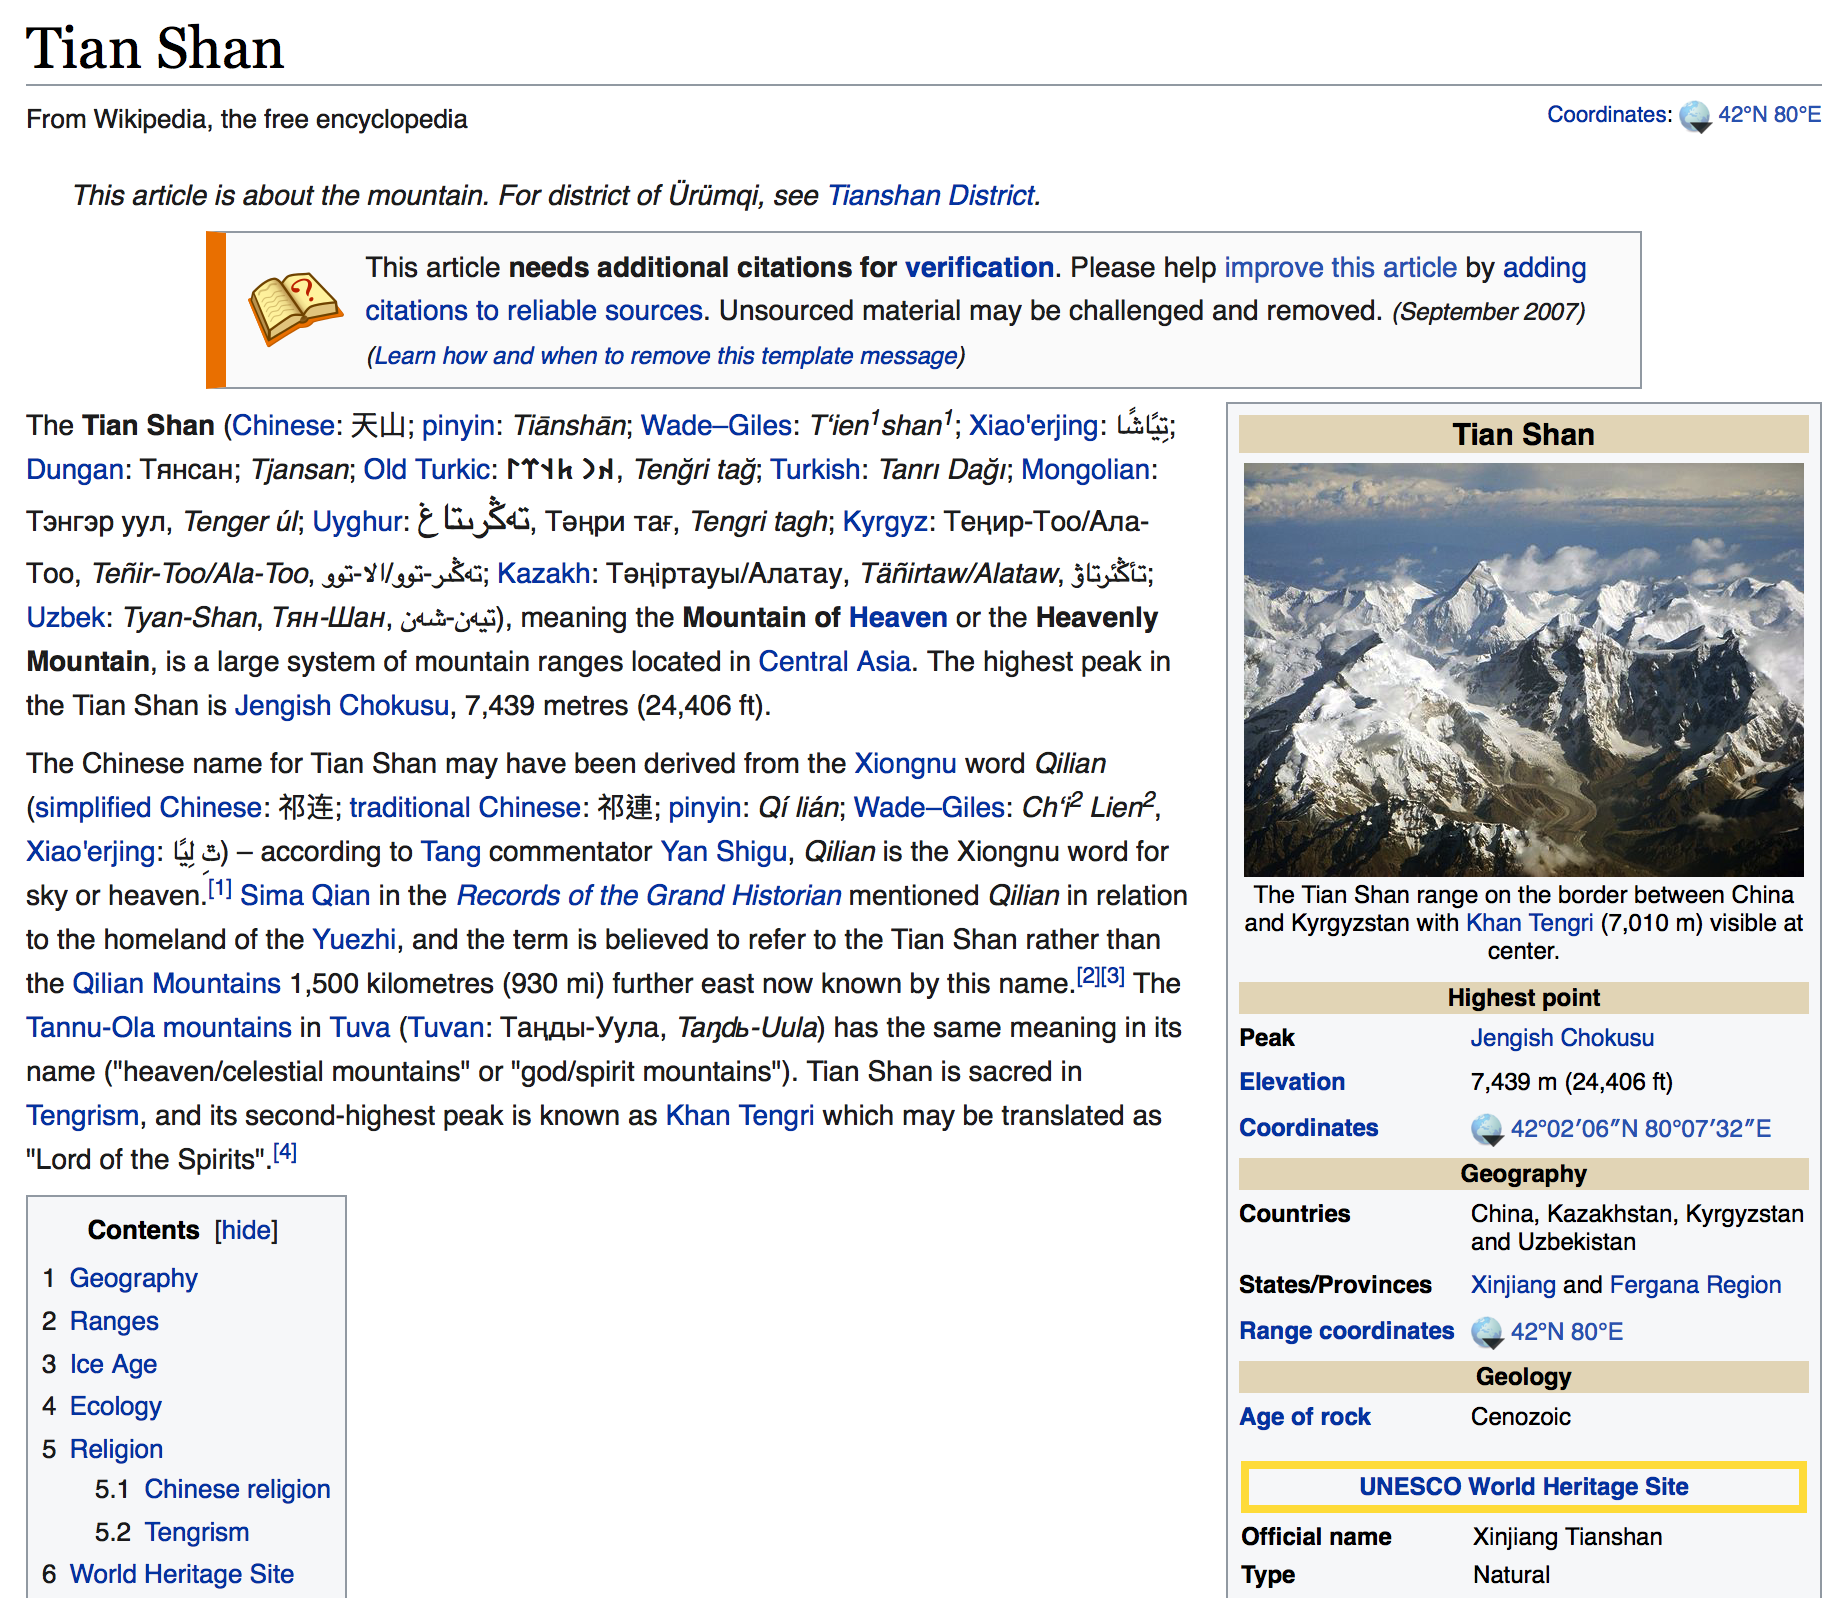 Tian Shan
From Wikipedia, the free encyclopedia
Coordinates: 42°N 80°E
This article is about the mountain. For district of Ürümqi, see Tianshan District.
This article needs additional citations for verification. Please help improve this article by adding
citations to reliable sources. Unsourced material may be challenged and removed. (September 2007)
(Learn how and when to remove this template message)
The Tian Shan (Chinese: 天山; pinyin: Tiānshān; Wade–Giles: Tʻien¹shan¹; Xiao'erjing: تِيًا شًا;
Dungan: Тянсан; Tjansan; Old Turkic: Tenğri tağ; Turkish: Tanrı Dağı; Mongolian:
Тэнгэр уул, Tenger úl; Uyghur: تەڭرىتاغ, Тәңри тағ, Tengri tagh; Kyrgyz: Теңир-Тоо/Ала-
Тоо, Teñir-Too/Ala-Too, تەڭىر-توو/الا-توو; Kazakh: Тәңіртауы/Алатау, Täñirtaw/Alataw, تأڭئرتاۋ;
Uzbek: Tyan-Shan, Тян-Шан, تيەن-شەن), meaning the Mountain of Heaven or the Heavenly
Mountain, is a large system of mountain ranges located in Central Asia. The highest peak in
the Tian Shan is Jengish Chokusu, 7,439 metres (24,406 ft).
The Chinese name for Tian Shan may have been derived from the Xiongnu word Qilian
(simplified Chinese: 祁连; traditional Chinese: 祁連; pinyin: Qí lián; Wade–Giles: Chʻi² Lien²,
Xiao'erjing: ) – according to Tang commentator Yan Shigu, Qilian is the Xiongnu word for
sky or heaven.[1] Sima Qian in the Records of the Grand Historian mentioned Qilian in relation
to the homeland of the Yuezhi, and the term is believed to refer to the Tian Shan rather than
the Qilian Mountains 1,500 kilometres (930 mi) further east now known by this name.[2][3] The
Tannu-Ola mountains in Tuva (Tuvan: Таңды-Уула, Taꞑdь-Uula) has the same meaning in its
name ("heaven/celestial mountains" or "god/spirit mountains"). Tian Shan is sacred in
Tengrism, and its second-highest peak is known as Khan Tengri which may be translated as
"Lord of the Spirits".[4]
Contents [hide]
1 Geography
2 Ranges
3 Ice Age
4 Ecology
5 Religion
5.1 Chinese religion
5.2 Tengrism
6 World Heritage Site
Tian Shan
The Tian Shan range on the border between China
and Kyrgyzstan with Khan Tengri (7,010 m) visible at
center.
Highest point
Peak Jengish Chokusu
Elevation 7,439 m (24,406 ft)
Coordinates 42°02′06″N 80°07′32″E
Geography
Countries China, Kazakhstan, Kyrgyzstan
and Uzbekistan
States/Provinces Xinjiang and Fergana Region
Range coordinates 42°N 80°E
Geology
Age of rock Cenozoic
UNESCO World Heritage Site
Official name Xinjiang Tianshan
Type Natural